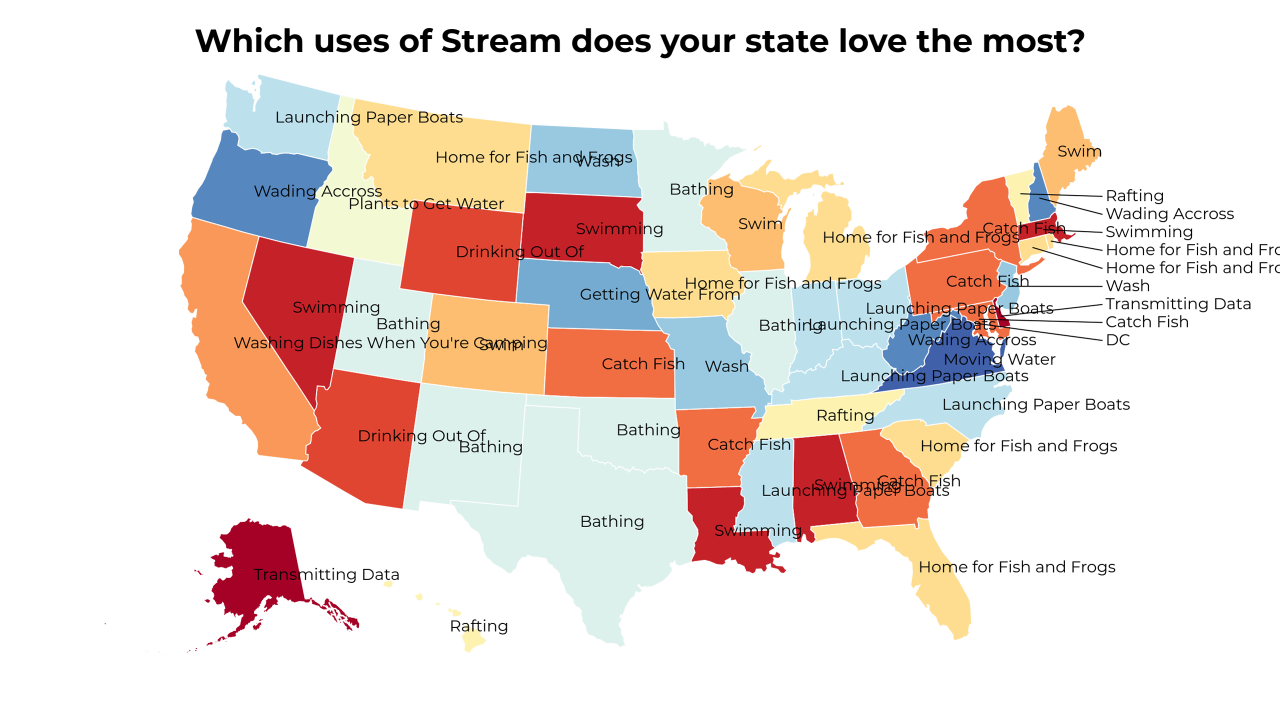 Which uses of Stream does your state love the most?
Launching Paper Boats
Home for Fish and Frogs
Wash
Swim
Wading Accross
Bathing
Rafting
Plants to Get Water
Wading Accross
Swim
Swimming
Catch Fish
Swimming
Home for Fish and Frogs
Home for Fish and Fro
Drinking Out Of
Home for Fish and Fro
Getting Water From
Home for Fish and Frogs
Catch Fish
Wash
Swimming
Launching Paper Boats
Transmitting Data
Bathing
Bathing
Launching Paper Boats
Catch Fish
Washing Dishes When You're Camping
Swim
Wading Accross
DC
Catch Fish
Wash
Moving Water
Launching Paper Boats
Launching Paper Boats
Rafting
Drinking Out Of
Bathing
Bathing
Catch Fish
Home for Fish and Frogs
Swimming
Catch Fish
Launching Paper Boats
Bathing
Swimming
Home for Fish and Frogs
Transmitting Data
Rafting